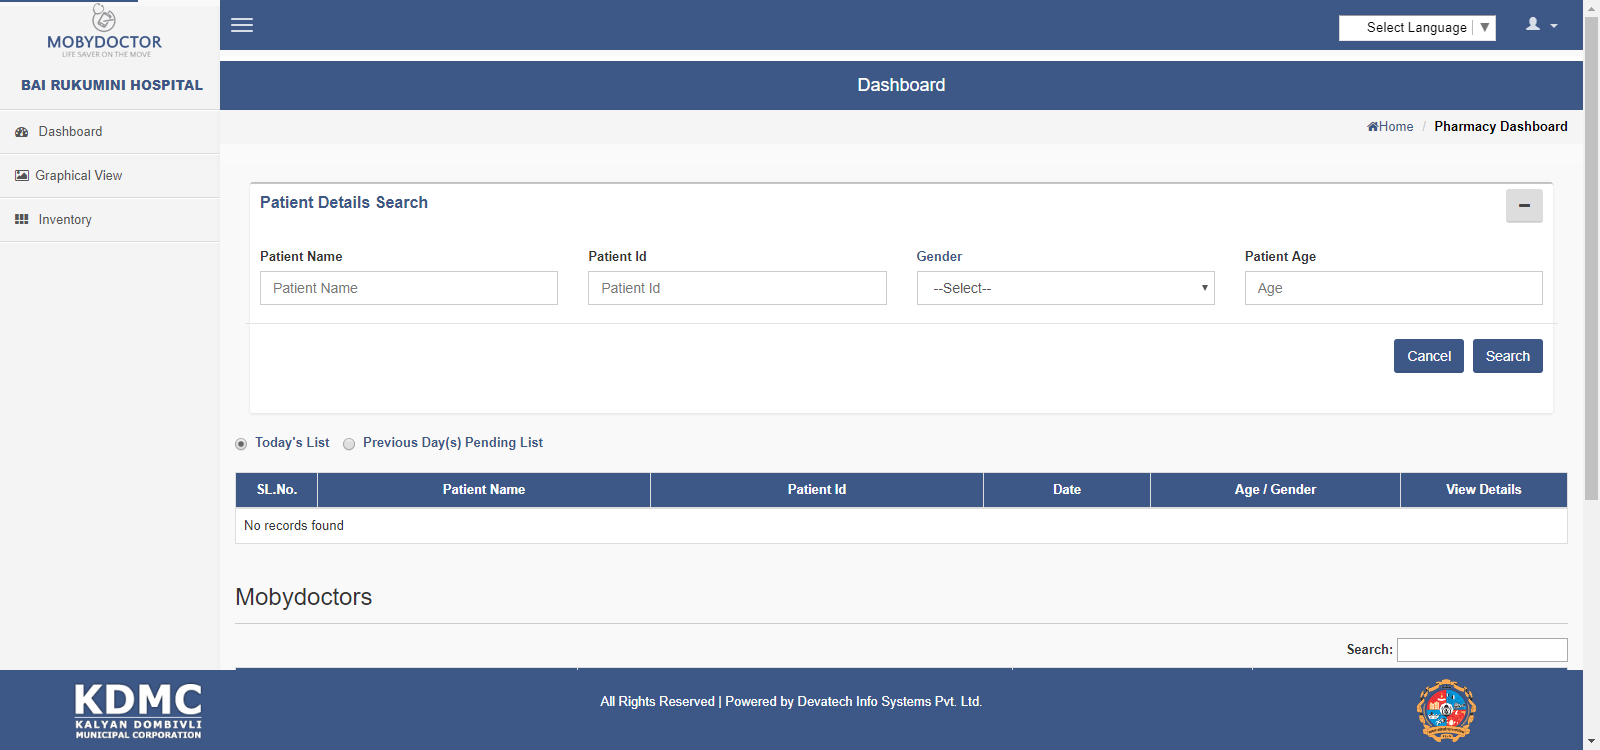 MOBYDOCTOR
LIFE SAVER ON THE MOVE
BAI RUKUMINI HOSPITAL
Dashboard
Graphical View
Inventory
Select Language
Dashboard
Home / Pharmacy Dashboard
Patient Details Search
Patient Name Patient Id Gender Patient Age
Patient Name Patient Id --Select-- Age
Cancel Search
Today's List Previous Day(s) Pending List
SL.No. Patient Name Patient Id Date Age / Gender View Details
No records found
Mobydoctors
Search:
KDMC
KALYAN DOMBIVLI
MUNICIPAL CORPORATION
All Rights Reserved | Powered by Devatech Info Systems Pvt. Ltd.